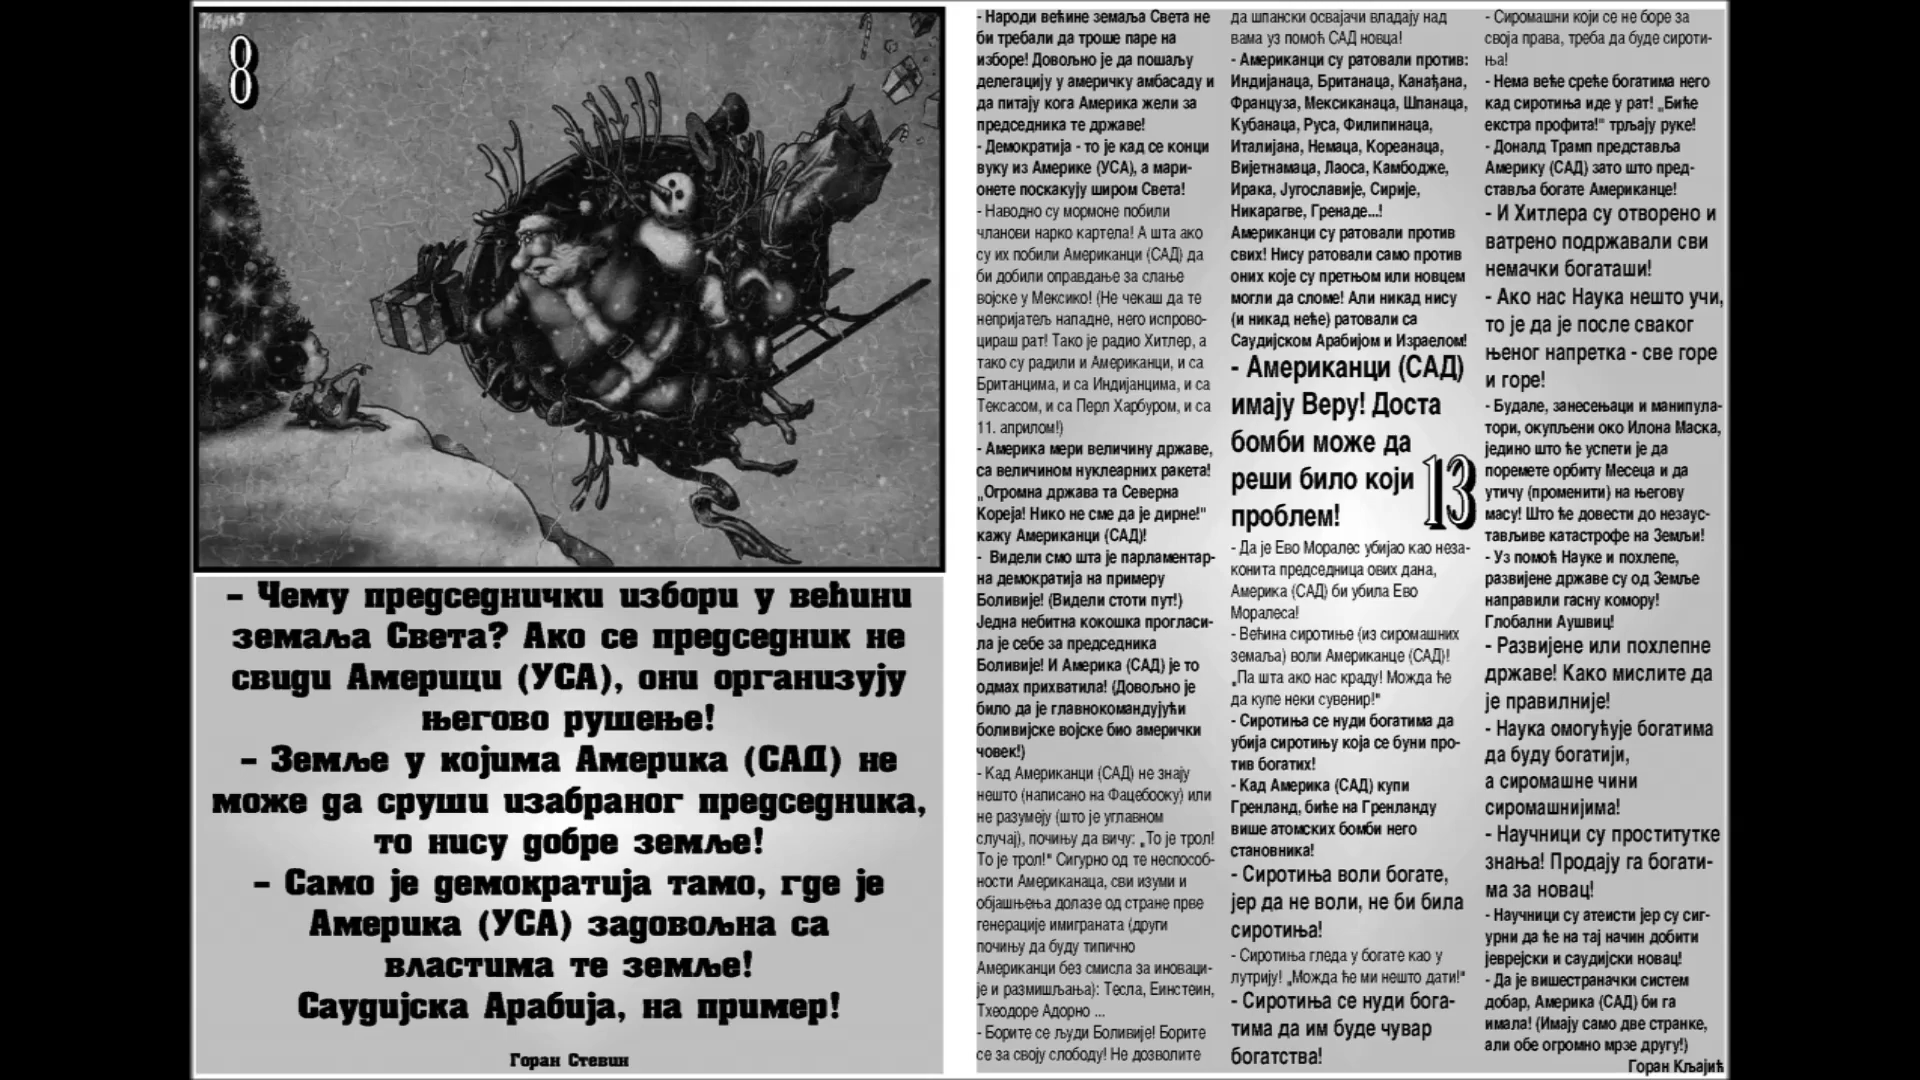 8
- Чему председнички избори у већини
земаља Света? Ако се председник не
свиди Америци (УСА), они организују
његово рушење!
- Земље у којима Америка (САД) не
може да сруши изабраног председника,
то нису добре земље!
- Само је демократија тамо, где је
Америка (УСА) задовољна са
властима те земље!
Саудијска Арабија, на пример!
Горан Стевин
- Народи већине земаља Света не
би требали да троше паре на
изборе! Довољно је да пошаљу
делегацију у америчку амбасаду и
да питају кога Америка жели за
председника те државе!
- Демократија - то је кад се конци
вуку из Америке (УСА), а мари-
онете поскакују широм Света!
- Наводно су мормоне побили
чланови нарко картела! А шта ако
су их побили Американци (САД) да
би добили оправдање за слање
војске у Мексико! (Не чекаш да те
непријатељ нападне, него испрово-
цираш рат! Тако је радио Хитлер, а
тако су радили и Американци, и са
Британцима, и са Индијанцима, и са
Тексасом, и са Перл Харбуром, и са
11. априлом!)
- Америка мери величину државе,
са величином нуклеарних ракета!
„Огромна држава та Северна
Кореја! Нико не сме да је дирне!"
кажу Американци (САД)!
- Видели смо шта је парламентар-
на демократија на примеру
Боливије! (Видели стоти пут!)
Једна небитна кокошка прогласи-
ла је себе за председника
Боливије! И Америка (САД) је то
одмах прихватила! (Довољно је
било да је главнокомандујући
боливијске војске био амерички
човек!)
- Кад Американци (САД) не знају
нешто (написано на Фацебооку) или
не разумеју (што је углавном
случај), почињу да вичу: „То је трол!
То је трол!" Сигурно од те неспособ-
ности Американаца, сви изуми и
објашњења долазе од стране прве
генерације имиграната (други
почињу да буду типично
Американци без смисла за иноваци-
је и размишљања): Тесла, Еинстеин,
Тхеодоре Адорно ...
- Борите се људи Боливије! Борите
се за своју слободу! Не дозволите
да шпански освајачи владају над
вама уз помоћ САД новца!
- Американци су ратовали против:
Индијанаца, Британаца, Канађана,
Француза, Мексиканаца, Шпанаца,
Кубанаца, Руса, Филипинаца,
Италијана, Немаца, Кореанаца,
Вијетнамаца, Лаоса, Камбодже,
Ирака, Југославије, Сирије,
Никарагве, Гренаде...!
Американци су ратовали против
свих! Нису ратовали само против
оних које су претњом или новцем
могли да сломе! Али никад нису
(и никад неће) ратовали са
Саудијском Арабијом и Израелом!
- Американци (САД)
имају Веру! Доста
бомби може да
реши било који
проблем!
13
- Да је Ево Моралес убијао као неза-
конита председница ових дана,
Америка (САД) би убила Ево
Моралеса!
- Већина сиротиње (из сиромашних
земаља) воли Американце (САД)!
„Па шта ако нас краду! Можда ће
да купе неки сувенир!"
- Сиротиња се нуди богатима да
убија сиротињу која се буни про-
тив богатих!
- Кад Америка (САД) купи
Гренланд, биће на Гренланду
више атомских бомби него
становника!
- Сиротиња воли богате,
јер да не воли, не би била
сиротиња!
- Сиротиња гледа у богате као у
лутрију! „Можда ће ми нешто дати!"
- Сиротиња се нуди бога-
тима да им буде чувар
богатства!
- Сиромашни који се не боре за
своја права, треба да буде сироти-
ња!
- Нема веће среће богатима него
кад сиротиња иде у рат! „Биће
екстра профита!" трљају руке!
- Доналд Трамп представља
Америку (САД) зато што пред-
ставља богате Американце!
- И Хитлера су отворено и
ватрено подржавали сви
немачки богаташи!
- Ако нас Наука нешто учи,
то је да је после сваког
њеног напретка - све горе
и горе!
- Будале, занесењаци и манипула-
тори, окупљени око Илона Маска,
једино што ће успети је да
поремете орбиту Месеца и да
утичу (променити) на његову
масу! Што ће довести до незаус-
тављиве катастрофе на Земљи!
- Уз помоћ Науке и похлепе,
развијене државе су од Земље
направили гасну комору!
Глобални Аушвиц!
- Развијене или похлепне
државе! Како мислите да
је правилније!
- Наука омогућује богатима
да буду богатији,
а сиромашне чини
сиромашнијима!
- Научници су проститутке
знања! Продају га богати-
ма за новац!
- Научници су атеисти јер су сиг-
урни да ће на тај начин добити
јеврејски и саудијски новац!
- Да је вишестраначки систем
добар, Америка (САД) би га
имала! (Имају само две странке,
али обе огромно мрзе другу!)
Горан Кљајић